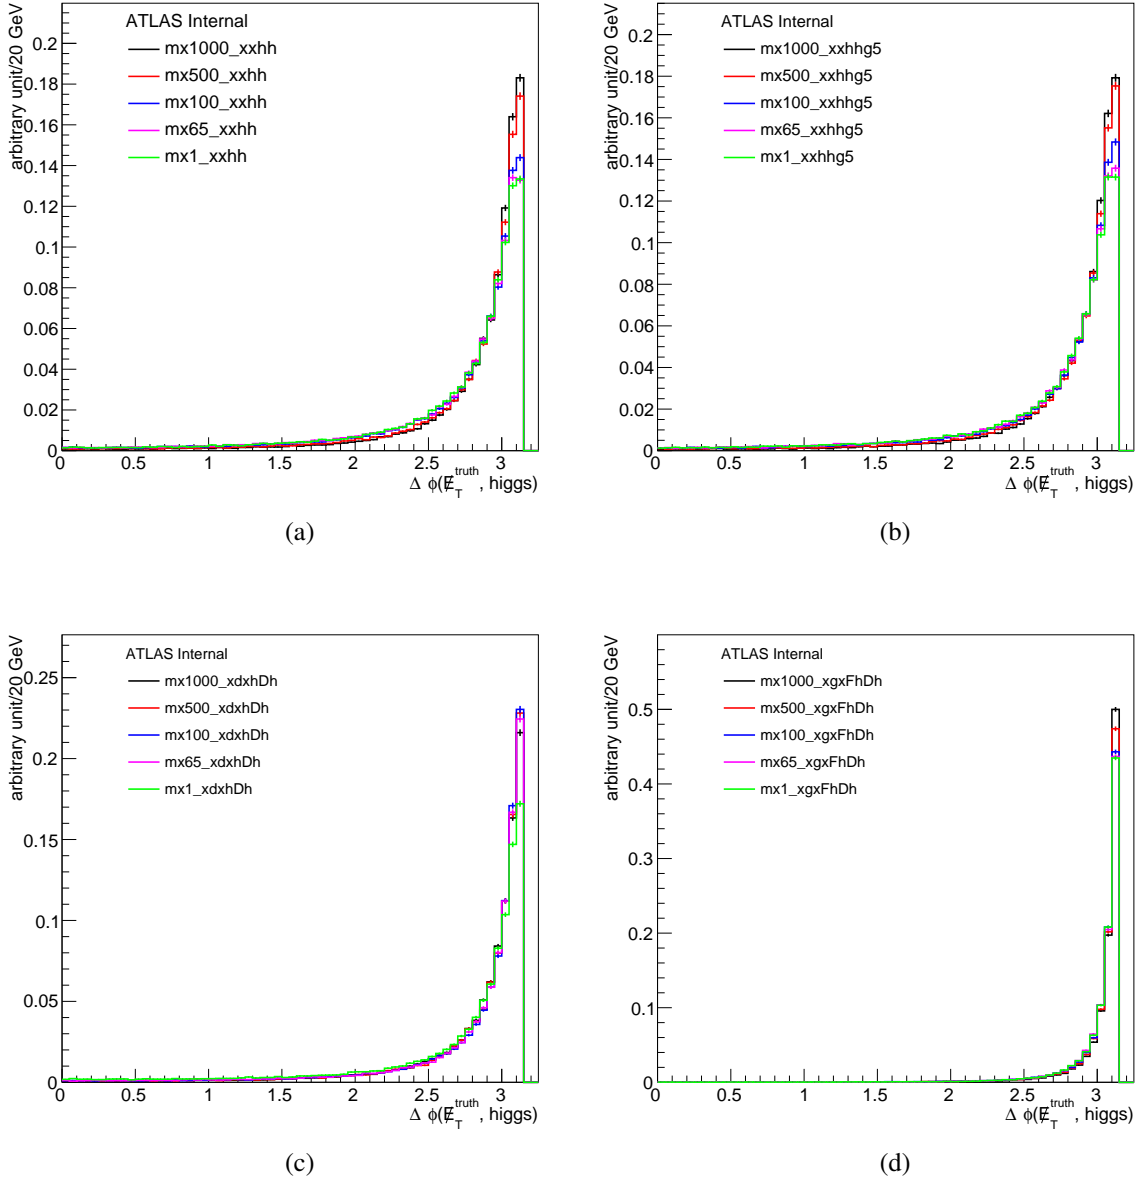 arbitrary unit/20 GeV
ATLAS Internal
mx1000_xxhh
mx500_xxhh
mx100_xxhh
mx65_xxhh
mx1_xxhh
0.2
0.18
0.16
0.14
0.12
0.1
0.08
0.06
0.04
0.02
0
0 0.5 1 1.5 2 2.5 3
Δ ϕ(E̸_T^truth, higgs)
(a)
arbitrary unit/20 GeV
ATLAS Internal
mx1000_xxhhg5
mx500_xxhhg5
mx100_xxhhg5
mx65_xxhhg5
mx1_xxhhg5
0.2
0.18
0.16
0.14
0.12
0.1
0.08
0.06
0.04
0.02
0
0 0.5 1 1.5 2 2.5 3
Δ ϕ(E̸_T^truth, higgs)
(b)
arbitrary unit/20 GeV
ATLAS Internal
mx1000_xdxhDh
mx500_xdxhDh
mx100_xdxhDh
mx65_xdxhDh
mx1_xdxhDh
0.25
0.2
0.15
0.1
0.05
0
0 0.5 1 1.5 2 2.5 3
Δ ϕ(E̸_T^truth, higgs)
(c)
arbitrary unit/20 GeV
ATLAS Internal
mx1000_xgxFhDh
mx500_xgxFhDh
mx100_xgxFhDh
mx65_xgxFhDh
mx1_xgxFhDh
0.5
0.4
0.3
0.2
0.1
0
0 0.5 1 1.5 2 2.5 3
Δ ϕ(E̸_T^truth, higgs)
(d)